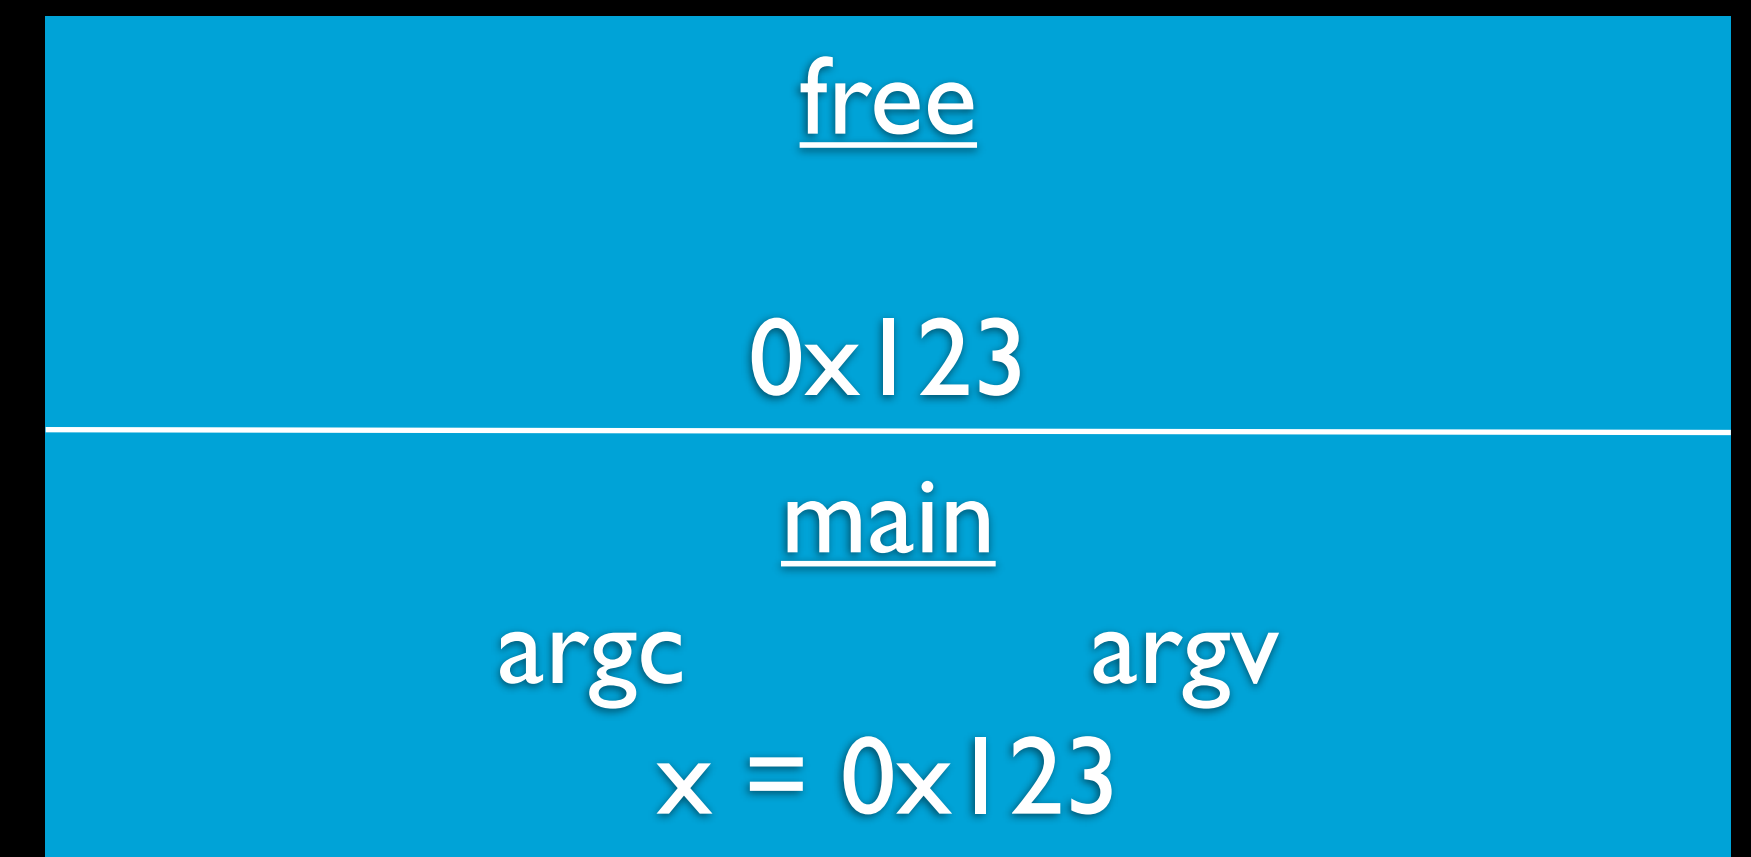 free
0x123
main
argc argv
x = 0x123